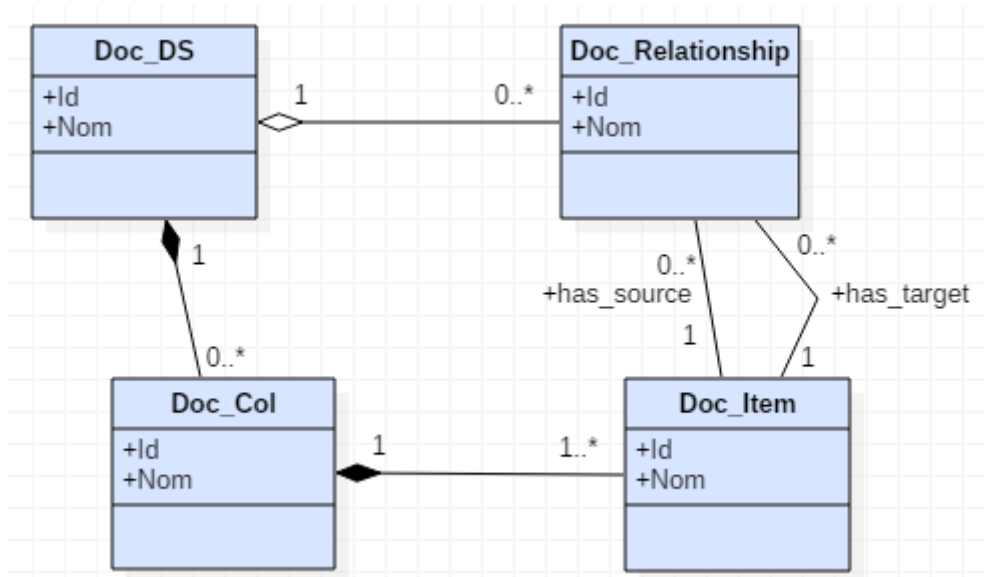 Doc_DS
+Id
+Nom
1
0..*
Doc_Relationship
+Id
+Nom
1
0..*
0..*
+has_source
1
0..*
+has_target
1
Doc_Col
+Id
+Nom
1
1..*
Doc_Item
+Id
+Nom